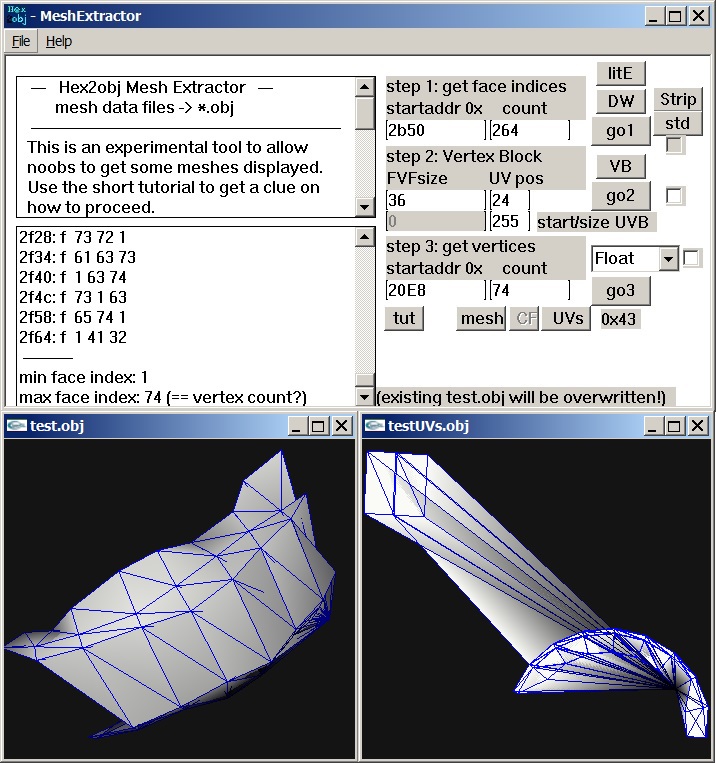 Hex obj - MeshExtractor
File Help
— Hex2obj Mesh Extractor —
mesh data files -> *.obj
This is an experimental tool to allow
noobs to get some meshes displayed.
Use the short tutorial to get a clue on
how to proceed.
2f28: f 73 72 1
2f34: f 61 63 73
2f40: f 1 63 74
2f4c: f 73 1 63
2f58: f 65 74 1
2f64: f 1 41 32
min face index: 1
max face index: 74 (== vertex count?)
step 1: get face indices
startaddr 0x count
2b50 264
litE
DW
go1
Strip
std
step 2: Vertex Block
FVFsize UV pos
36 24
0 255 start/size UVB
VB
go2
step 3: get vertices
startaddr 0x count
20E8 74
Float
go3
tut mesh CF UVs 0x43
(existing test.obj will be overwritten!)
test.obj
testUVs.obj